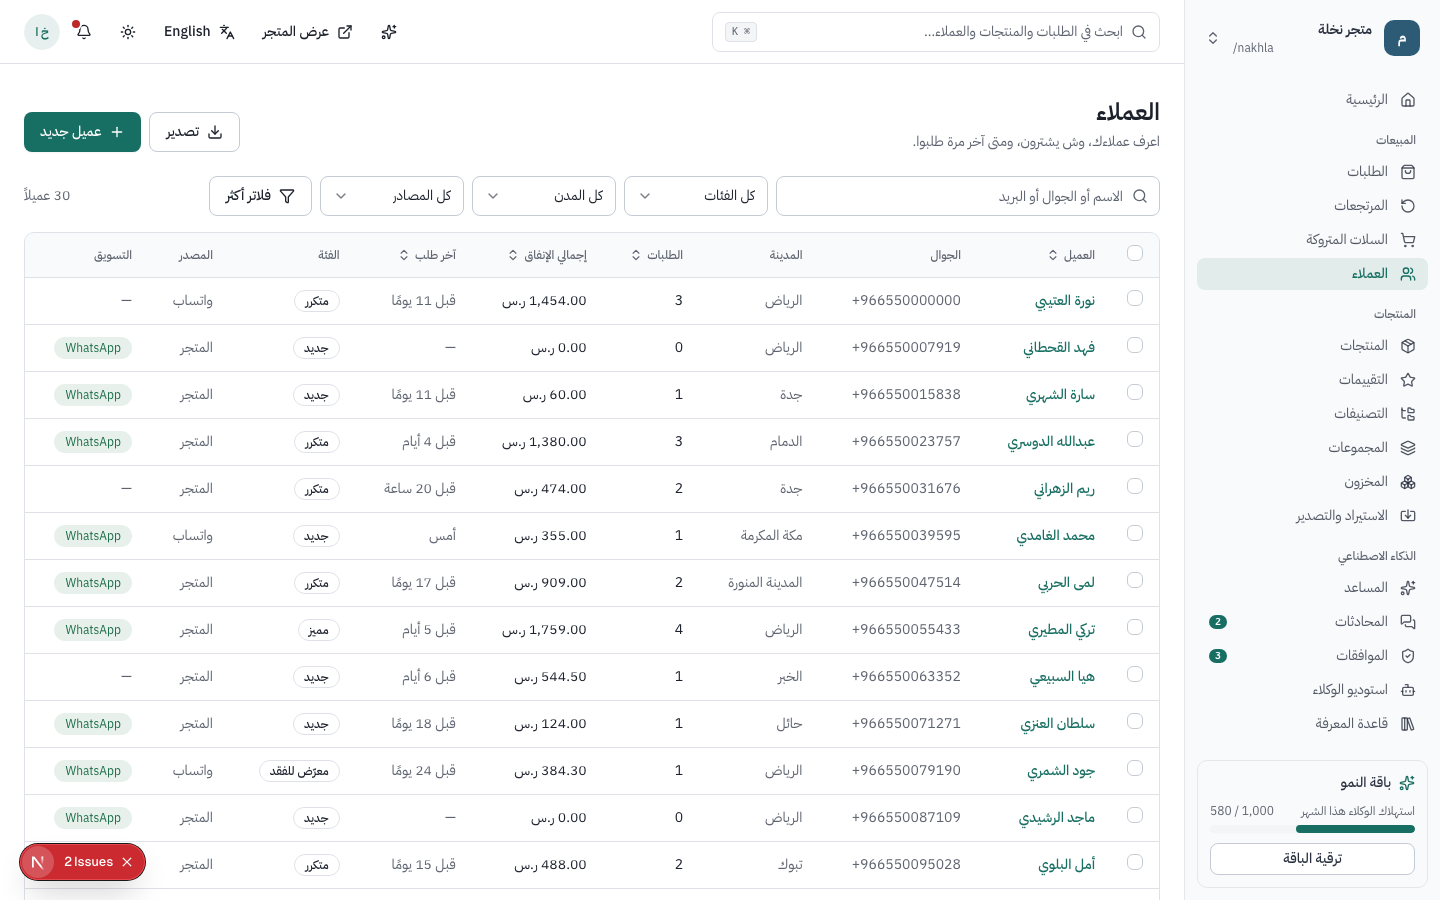 متجر نخلة
/nakhla
الرئيسية
المبيعات
الطلبات
المرتجعات
السلات المتروكة
العملاء
المنتجات
المنتجات
التقييمات
التصنيفات
المجموعات
المخزون
الاستيراد والتصدير
الذكاء الاصطناعي
المساعد
المحادثات 2
الموافقات 3
استوديو الوكلاء
قاعدة المعرفة
باقة النمو
استهلاك الوكلاء هذا الشهر 580 / 1,000
ترقية الباقة
م
ابحث في الطلبات والمنتجات والعملاء... ⌘ K
عرض المتجر
English
خ ا
العملاء
اعرف عملاءك، وش يشترون، ومتى آخر مرة طلبوا.
تصدير
عميل جديد
الاسم أو الجوال أو البريد
كل الفئات
كل المدن
كل المصادر
فلاتر أكثر
30 عميلاً
العميل الجوال المدينة الطلبات إجمالي الإنفاق آخر طلب الفئة المصدر التسويق
نورة العتيبي +966550000000 الرياض 3 1,454.00 ر.س قبل 11 يومًا متكرر واتساب —
فهد القحطاني +966550007919 الرياض 0 0.00 ر.س — جديد المتجر WhatsApp
سارة الشهري +966550015838 جدة 1 60.00 ر.س قبل 11 يومًا جديد المتجر WhatsApp
عبدالله الدوسري +966550023757 الدمام 3 1,380.00 ر.س قبل 4 أيام متكرر المتجر WhatsApp
ريم الزهراني +966550031676 جدة 2 474.00 ر.س قبل 20 ساعة متكرر المتجر —
محمد الغامدي +966550039595 مكة المكرمة 1 355.00 ر.س أمس جديد واتساب WhatsApp
لمى الحربي +966550047514 المدينة المنورة 2 909.00 ر.س قبل 17 يومًا متكرر المتجر WhatsApp
تركي المطيري +966550055433 الرياض 4 1,759.00 ر.س قبل 5 أيام مميز المتجر WhatsApp
هيا السبيعي +966550063352 الخبر 1 544.50 ر.س قبل 6 أيام جديد المتجر —
سلطان العنزي +966550071271 حائل 1 124.00 ر.س قبل 18 يومًا جديد المتجر WhatsApp
جود الشمري +966550079190 الرياض 1 384.30 ر.س قبل 24 يومًا معرّض للفقد واتساب WhatsApp
ماجد الرشيدي +966550087109 الرياض 0 0.00 ر.س — جديد المتجر WhatsApp
أمل البلوي +966550095028 تبوك 2 488.00 ر.س قبل 15 يومًا متكرر المتجر
N 2 Issues